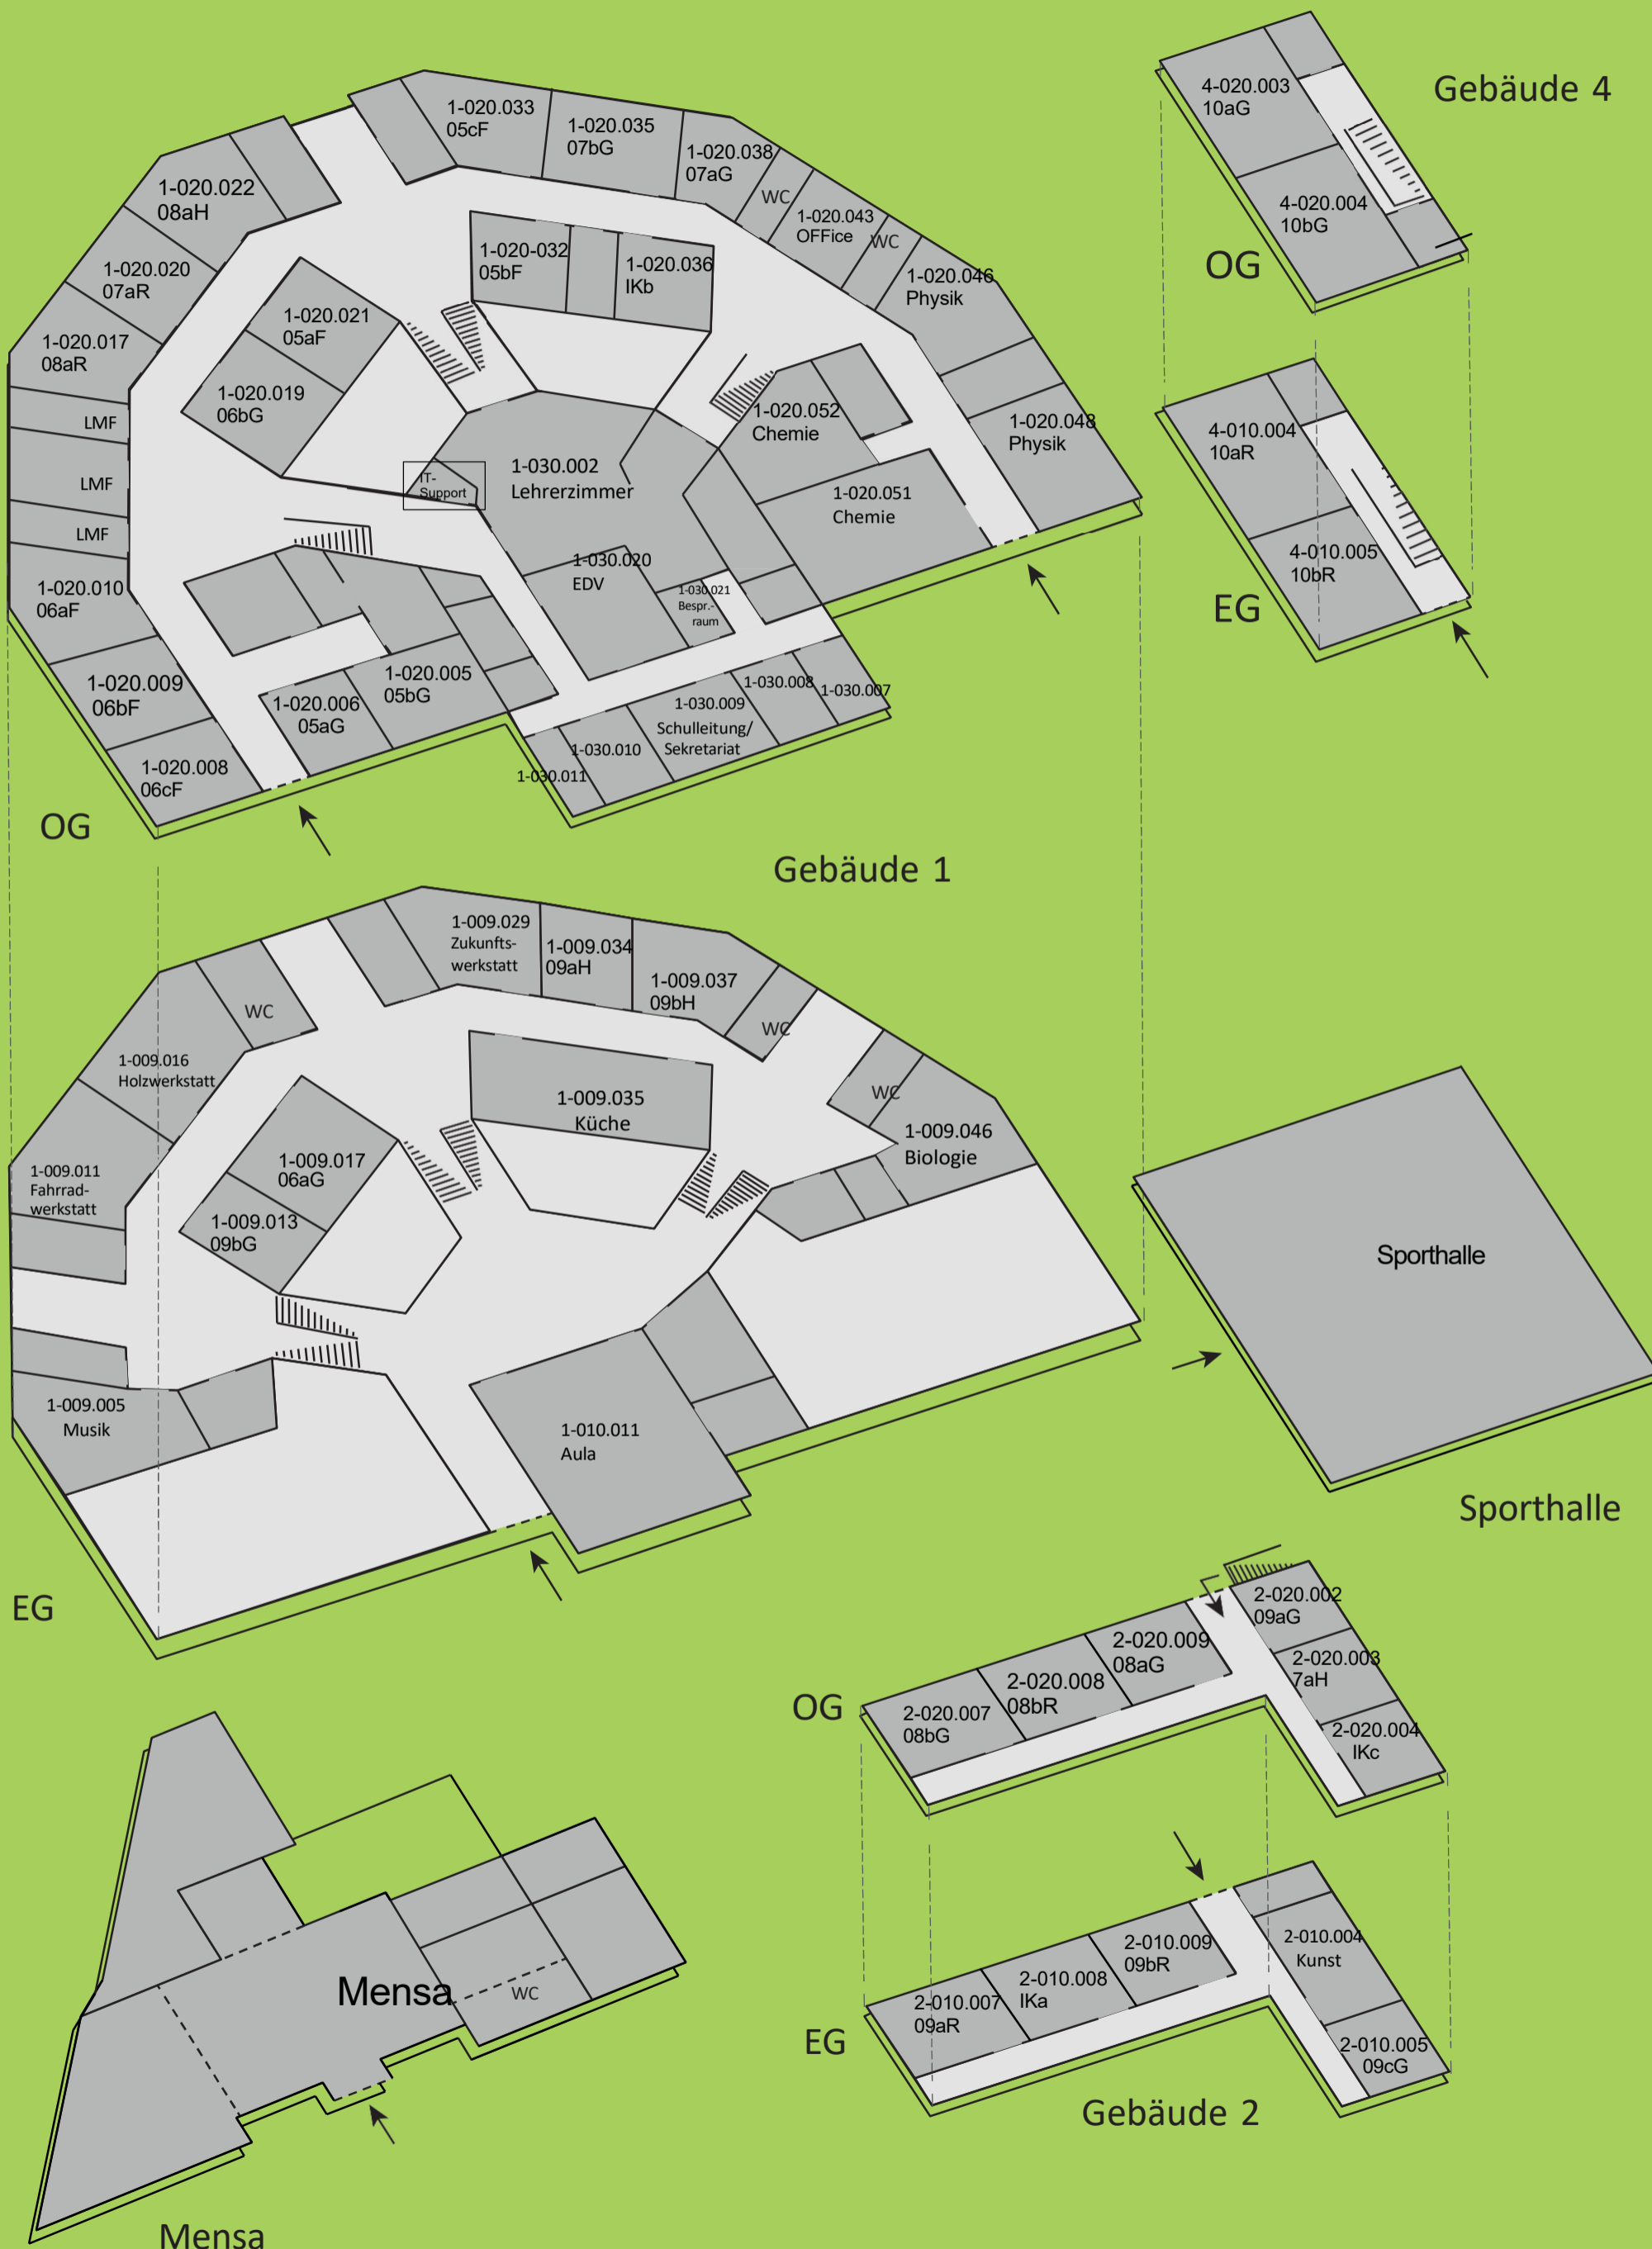 Gebäude 4
4-020.003
10aG
4-020.004
10bG
OG
4-010.004
10aR
4-010.005
10bR
EG
1-020.033
05cF
1-020.035
07bG
1-020.038
07aG
WC
1-020.043
OFFice
WC
1-020.046
Physik
1-020.048
Physik
1-020.022
08aH
1-020.020
07aR
1-020.017
08aR
LMF
LMF
LMF
1-020.010
06aF
1-020.009
06bF
1-020.008
06cF
1-020.021
05aF
1-020.019
06bG
1-020-032
05bF
1-020.036
IKb
1-020.052
Chemie
1-020.051
Chemie
1-030.002
Lehrerzimmer
IT-
Support
1-030.020
EDV
1-030.021
Bespr.-
raum
1-020.006
05aG
1-020.005
05bG
1-030.008
1-030.007
1-030.009
Schulleitung/
Sekretariat
1-030.010
1-030.011
OG
Gebäude 1
1-009.029
Zukunfts-
werkstatt
1-009.034
09aH
1-009.037
09bH
WC
WC
WC
1-009.046
Biologie
1-009.016
Holzwerkstatt
1-009.011
Fahrrad-
werkstatt
1-009.035
Küche
1-009.017
06aG
1-009.013
09bG
1-009.005
Musik
1-010.011
Aula
EG
Sporthalle
Sporthalle
2-020.002
09aG
2-020.003
7aH
2-020.004
IKc
2-020.009
08aG
2-020.008
08bR
2-020.007
08bG
OG
2-010.004
Kunst
2-010.005
09cG
2-010.009
09bR
2-010.008
IKa
2-010.007
09aR
EG
Gebäude 2
Mensa
WC
Mensa